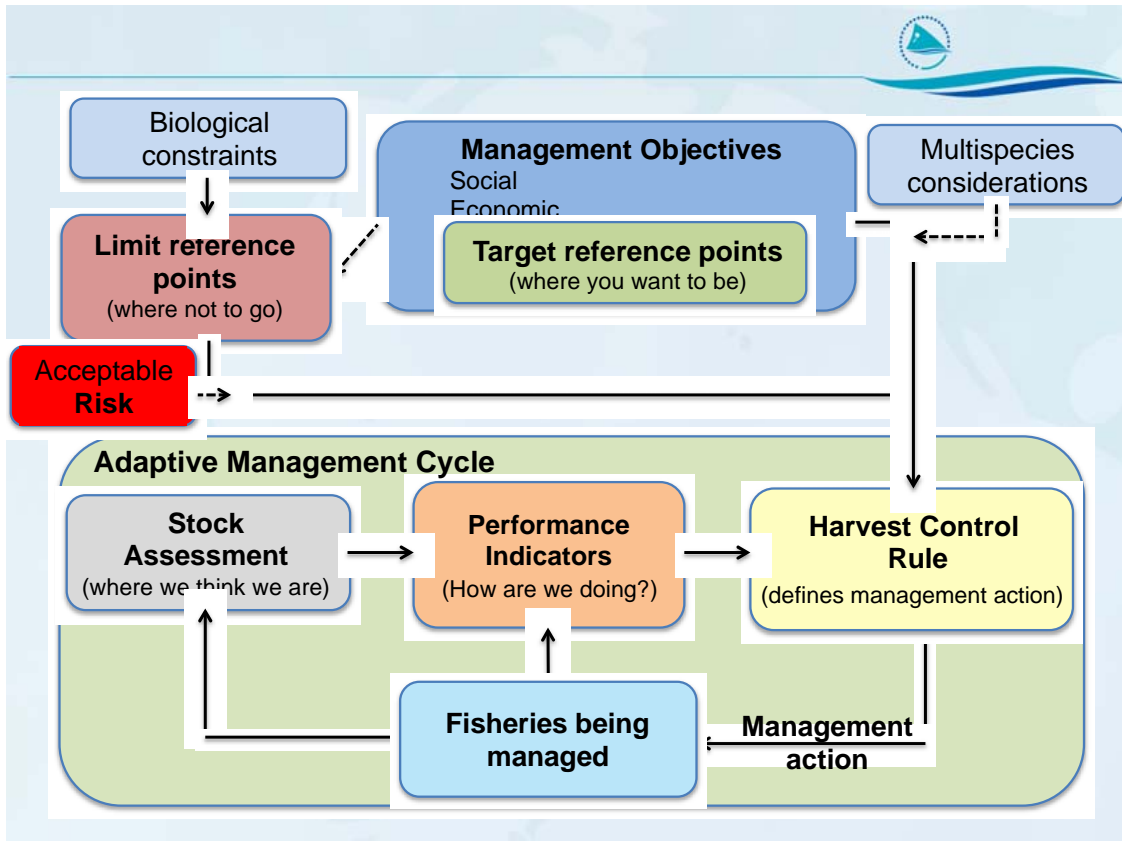 Biological
constraints
Management Objectives
Social
Economic
Multispecies
considerations
Limit reference
points
(where not to go)
Target reference points
(where you want to be)
Acceptable
Risk
Adaptive Management Cycle
Stock
Assessment
(where we think we are)
Performance
Indicators
(How are we doing?)
Harvest Control
Rule
(defines management action)
Fisheries being
managed
Management
action